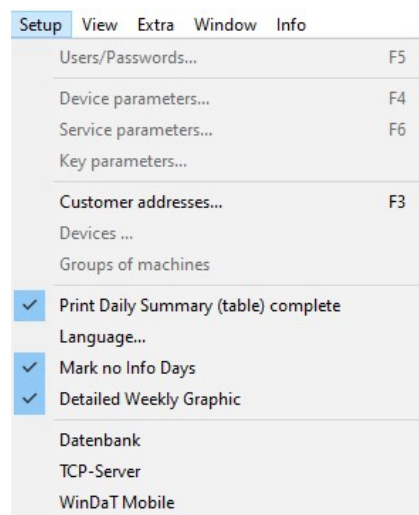 Setup View Extra Window Info
Users/Passwords... F5
Device parameters... F4
Service parameters... F6
Key parameters...
Customer addresses... F3
Devices ...
Groups of machines
Print Daily Summary (table) complete
Language...
Mark no Info Days
Detailed Weekly Graphic
Datenbank
TCP-Server
WinDaT Mobile